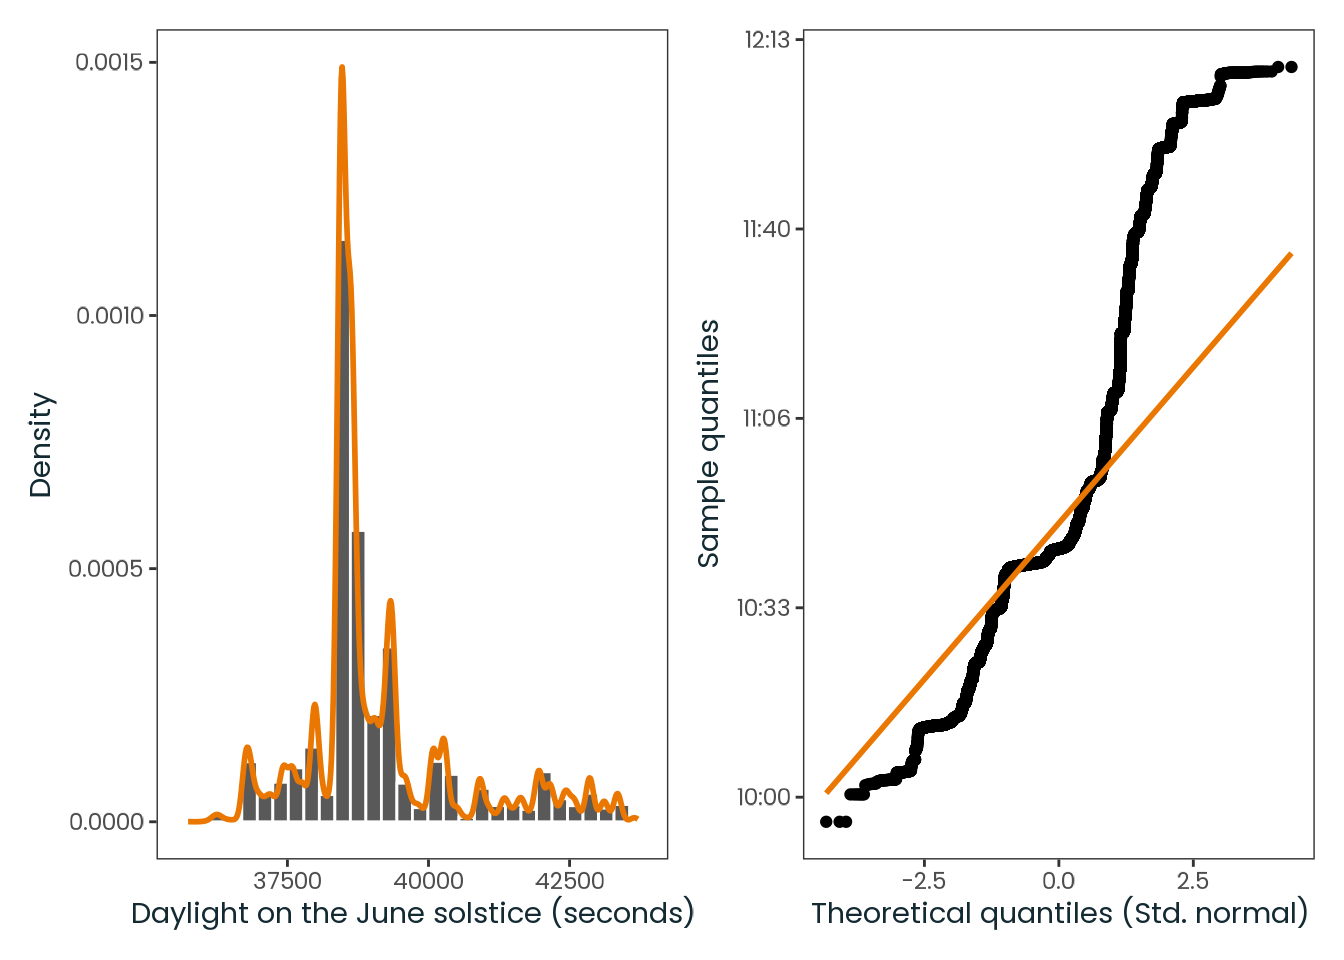 0.0015
0.0010
0.0005
0.0000
Density
37500 40000 42500
Daylight on the June solstice (seconds)
12:13
11:40
11:06
10:33
10:00
Sample quantiles
−2.5 0.0 2.5
Theoretical quantiles (Std. normal)